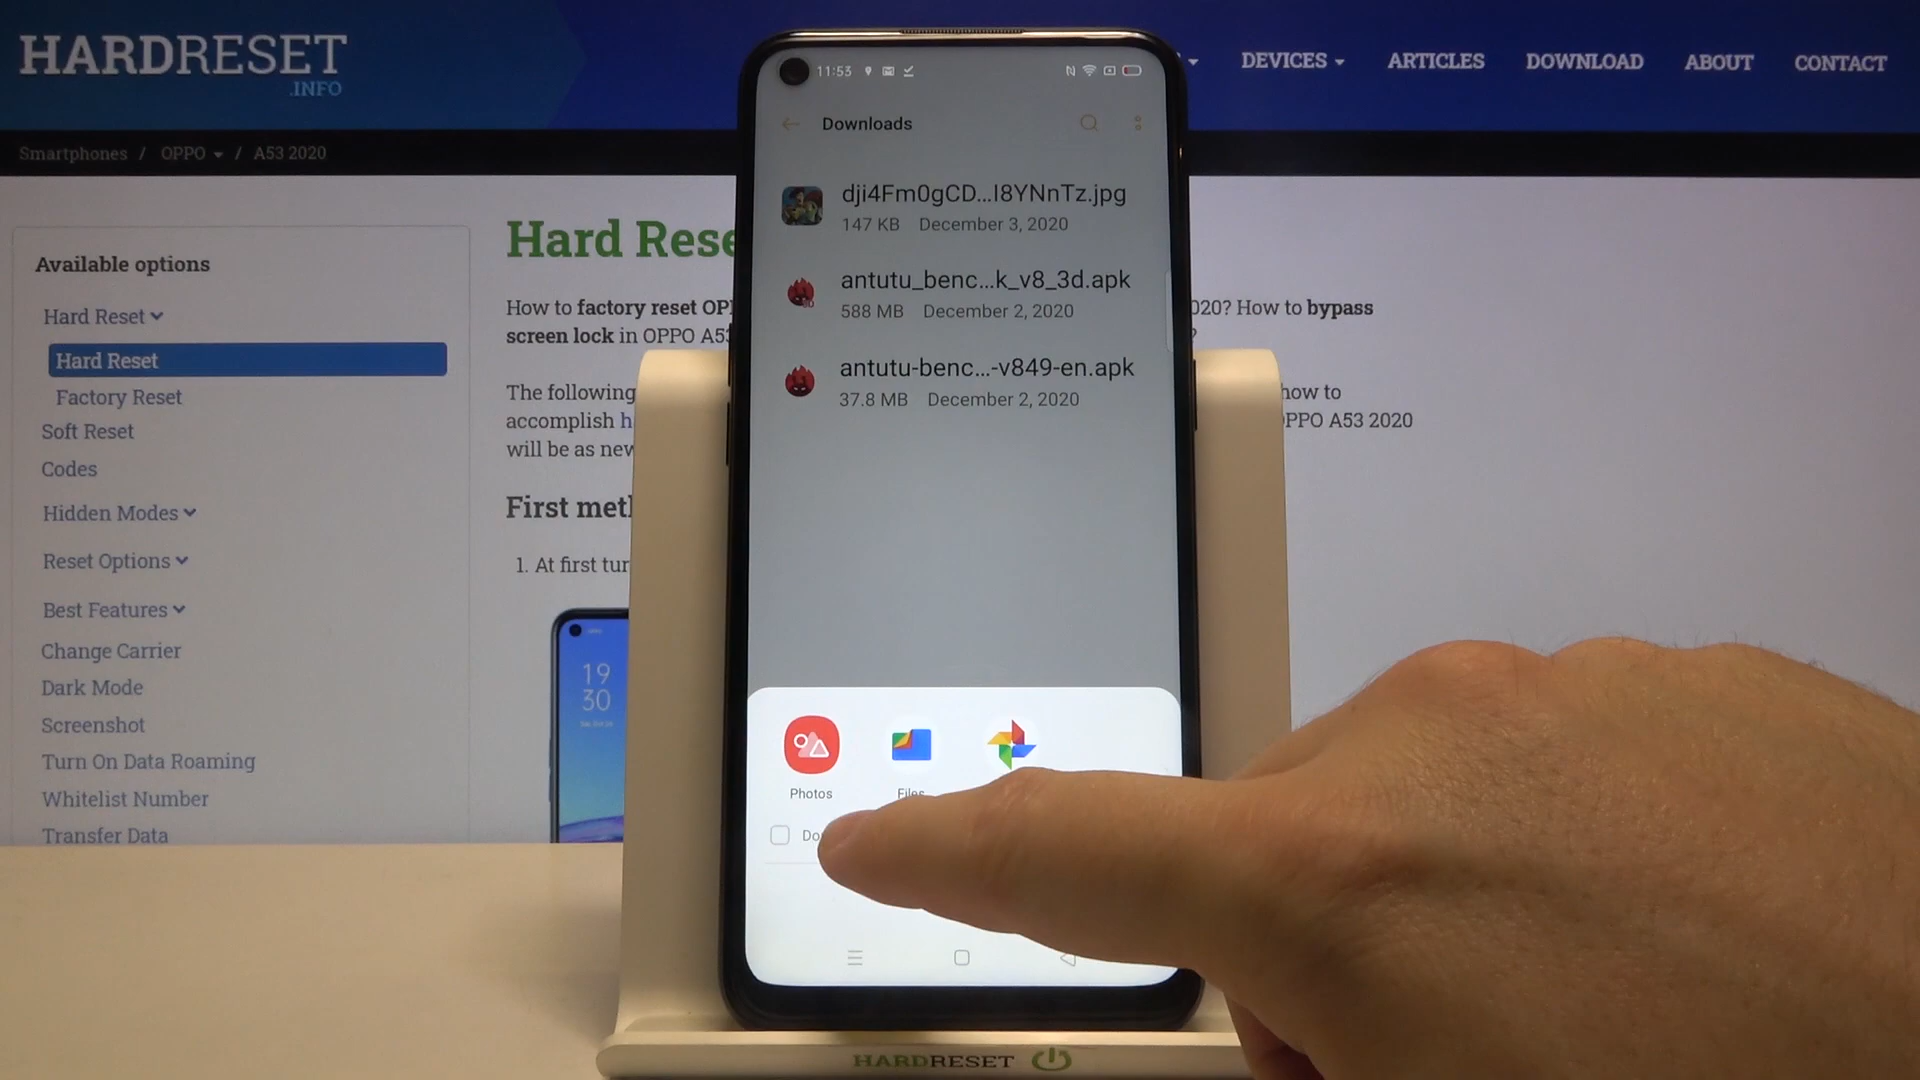 HARDRESET
.INFO
DEVICES
ARTICLES
DOWNLOAD
ABOUT
CONTACT
Smartphones / OPPO / A53 2020
Available options
Hard Reset
Hard Reset
Factory Reset
Soft Reset
Codes
Hidden Modes
Reset Options
Best Features
Change Carrier
Dark Mode
Screenshot
Turn On Data Roaming
Whitelist Number
Transfer Data
Hard Rese
How to factory reset OP
020? How to bypass
screen lock in OPPO A53
?
The following
how to
accomplish h
OPPO A53 2020
will be as new
First meth
1. At first tur
19
30
11:53
Downloads
dji4Fm0gCD...I8YNnTz.jpg
147 KB December 3, 2020
antutu_benc...k_v8_3d.apk
588 MB December 2, 2020
antutu-benc...-v849-en.apk
37.8 MB December 2, 2020
Photos
Files
Do
HARDRESET